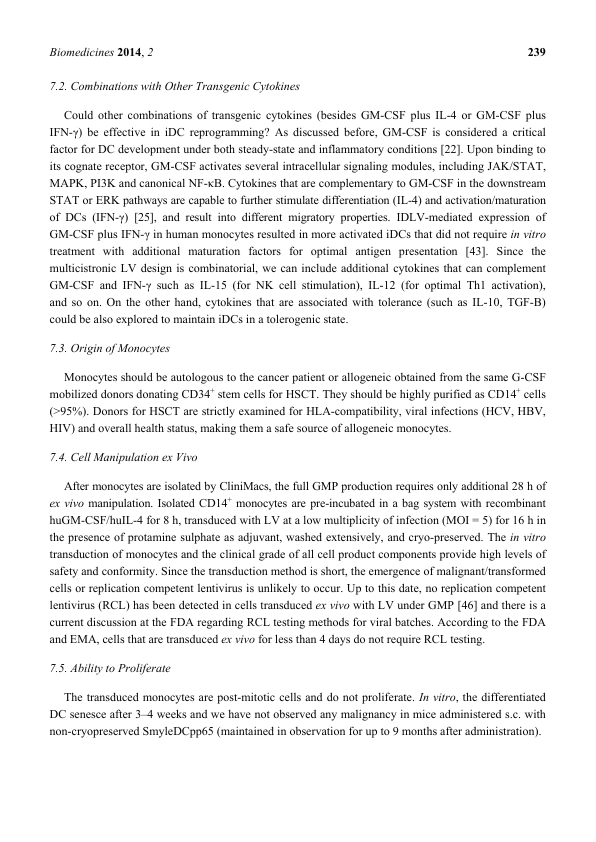 Biomedicines 2014, 2 239
7.2. Combinations with Other Transgenic Cytokines
Could other combinations of transgenic cytokines (besides GM-CSF plus IL-4 or GM-CSF plus
IFN-γ) be effective in iDC reprogramming? As discussed before, GM-CSF is considered a critical
factor for DC development under both steady-state and inflammatory conditions [22]. Upon binding to
its cognate receptor, GM-CSF activates several intracellular signaling modules, including JAK/STAT,
MAPK, PI3K and canonical NF-κB. Cytokines that are complementary to GM-CSF in the downstream
STAT or ERK pathways are capable to further stimulate differentiation (IL-4) and activation/maturation
of DCs (IFN-γ) [25], and result into different migratory properties. IDLV-mediated expression of
GM-CSF plus IFN-γ in human monocytes resulted in more activated iDCs that did not require in vitro
treatment with additional maturation factors for optimal antigen presentation [43]. Since the
multicistronic LV design is combinatorial, we can include additional cytokines that can complement
GM-CSF and IFN-γ such as IL-15 (for NK cell stimulation), IL-12 (for optimal Th1 activation),
and so on. On the other hand, cytokines that are associated with tolerance (such as IL-10, TGF-B)
could be also explored to maintain iDCs in a tolerogenic state.
7.3. Origin of Monocytes
Monocytes should be autologous to the cancer patient or allogeneic obtained from the same G-CSF
mobilized donors donating CD34+ stem cells for HSCT. They should be highly purified as CD14+ cells
(>95%). Donors for HSCT are strictly examined for HLA-compatibility, viral infections (HCV, HBV,
HIV) and overall health status, making them a safe source of allogeneic monocytes.
7.4. Cell Manipulation ex Vivo
After monocytes are isolated by CliniMacs, the full GMP production requires only additional 28 h of
ex vivo manipulation. Isolated CD14+ monocytes are pre-incubated in a bag system with recombinant
huGM-CSF/huIL-4 for 8 h, transduced with LV at a low multiplicity of infection (MOI = 5) for 16 h in
the presence of protamine sulphate as adjuvant, washed extensively, and cryo-preserved. The in vitro
transduction of monocytes and the clinical grade of all cell product components provide high levels of
safety and conformity. Since the transduction method is short, the emergence of malignant/transformed
cells or replication competent lentivirus is unlikely to occur. Up to this date, no replication competent
lentivirus (RCL) has been detected in cells transduced ex vivo with LV under GMP [46] and there is a
current discussion at the FDA regarding RCL testing methods for viral batches. According to the FDA
and EMA, cells that are transduced ex vivo for less than 4 days do not require RCL testing.
7.5. Ability to Proliferate
The transduced monocytes are post-mitotic cells and do not proliferate. In vitro, the differentiated
DC senesce after 3–4 weeks and we have not observed any malignancy in mice administered s.c. with
non-cryopreserved SmyleDCpp65 (maintained in observation for up to 9 months after administration).